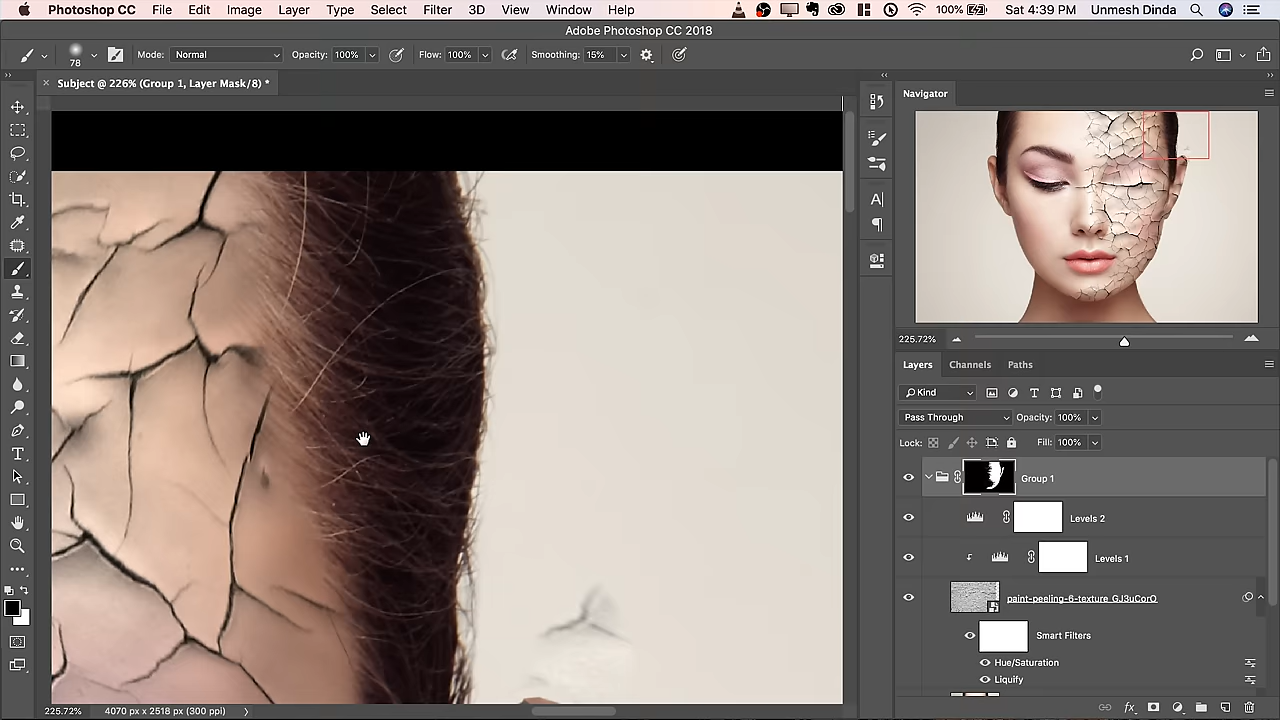 Photoshop CC File Edit Image Layer Type Select Filter 3D View Window Help 100% Sat 4:39 PM Unmesh Dinda
Adobe Photoshop CC 2018
78 Mode: Normal Opacity: 100% Flow: 100% Smoothing: 15%
Subject @ 226% (Group 1, Layer Mask/8) *
Navigator
225.72%
Layers Channels Paths
Kind
Pass Through Opacity: 100%
Lock: Fill: 100%
Group 1
Levels 2
Levels 1
paint-peeling-6-texture_GJ3uCorO
Smart Filters
Hue/Saturation
Liquify
225.72% 4070 px x 2518 px (300 ppi)